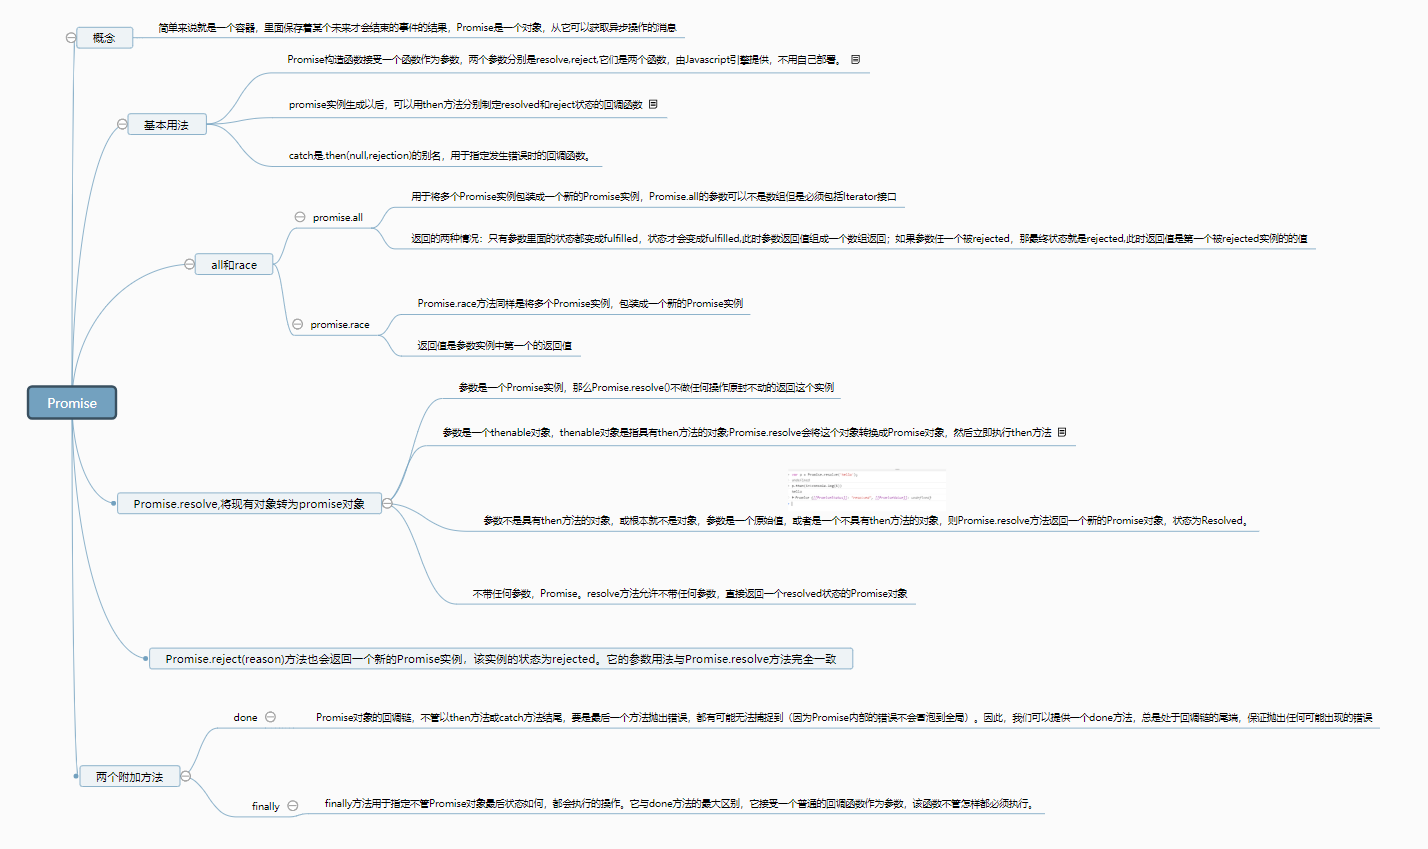 概念
简单来说就是一个容器，里面保存着某个未来才会结束的事件的结果，Promise是一个对象，从它可以获取异步操作的消息
基本用法
Promise构造函数接受一个函数作为参数，两个参数分别是resolve,reject,它们是两个函数，由Javascript引擎提供，不用自己部署。
promise实例生成以后，可以用then方法分别制定resolved和reject状态的回调函数
catch是.then(null,rejection)的别名，用于指定发生错误时的回调函数。
all和race
promise.all
用于将多个Promise实例包装成一个新的Promise实例，Promise.all的参数可以不是数组但是必须包括Iterator接口
返回的两种情况：只有参数里面的状态都变成fulfilled，状态才会变成fulfilled,此时参数返回值组成一个数组返回；如果参数任一个被rejected，那最终状态就是rejected,此时返回值是第一个被rejected实例的的值
promise.race
Promise.race方法同样是将多个Promise实例，包装成一个新的Promise实例
返回值是参数实例中第一个的返回值
Promise
Promise.resolve,将现有对象转为promise对象
参数是一个Promise实例，那么Promise.resolve()不做任何操作原封不动的返回这个实例
参数是一个thenable对象，thenable对象是指具有then方法的对象;Promise.resolve会将这个对象转换成Promise对象，然后立即执行then方法
参数不是具有then方法的对象，或根本就不是对象，参数是一个原始值，或者是一个不具有then方法的对象，则Promise.resolve方法返回一个新的Promise对象，状态为Resolved。
不带任何参数，Promise。resolve方法允许不带任何参数，直接返回一个resolved状态的Promise对象
Promise.reject(reason)方法也会返回一个新的Promise实例，该实例的状态为rejected。它的参数用法与Promise.resolve方法完全一致
两个附加方法
done
Promise对象的回调链，不管以then方法或catch方法结尾，要是最后一个方法抛出错误，都有可能无法捕捉到（因为Promise内部的错误不会冒泡到全局）。因此，我们可以提供一个done方法，总是处于回调链的尾端，保证抛出任何可能出现的错误
finally
finally方法用于指定不管Promise对象最后状态如何，都会执行的操作。它与done方法的最大区别，它接受一个普通的回调函数作为参数，该函数不管怎样都必须执行。